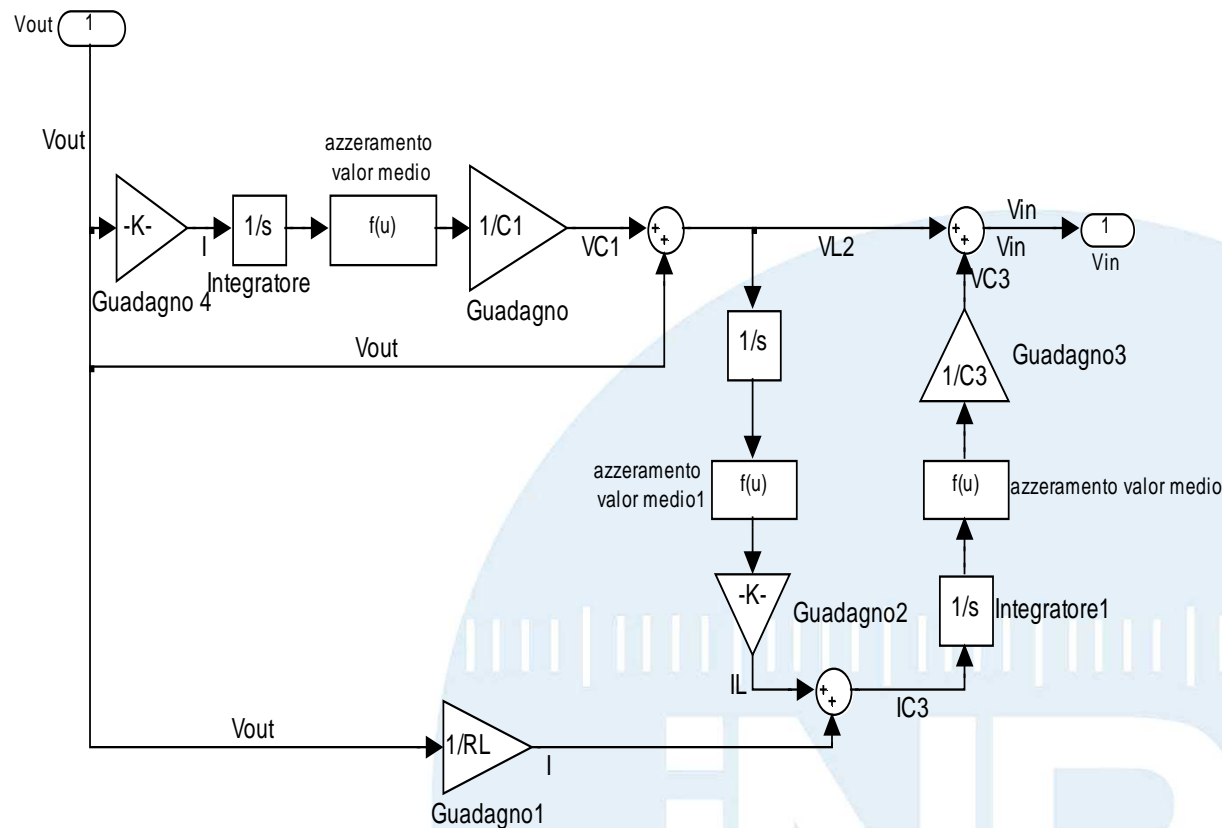 Vout
1
Vout
azzeramento
valor medio
-K-
I
1/s
f(u)
1/C1
VC1
+
+
VL2
+
+
Vin
Vin
1
Vin
Integratore
Guadagno 4
Guadagno
VC3
Vout
1/s
1/C3
Guadagno3
azzeramento
valor medio1
f(u)
f(u)
azzeramento valor medio
-K-
Guadagno2
1/s
Integratore1
IL
+
+
IC3
Vout
1/RL
I
Guadagno1